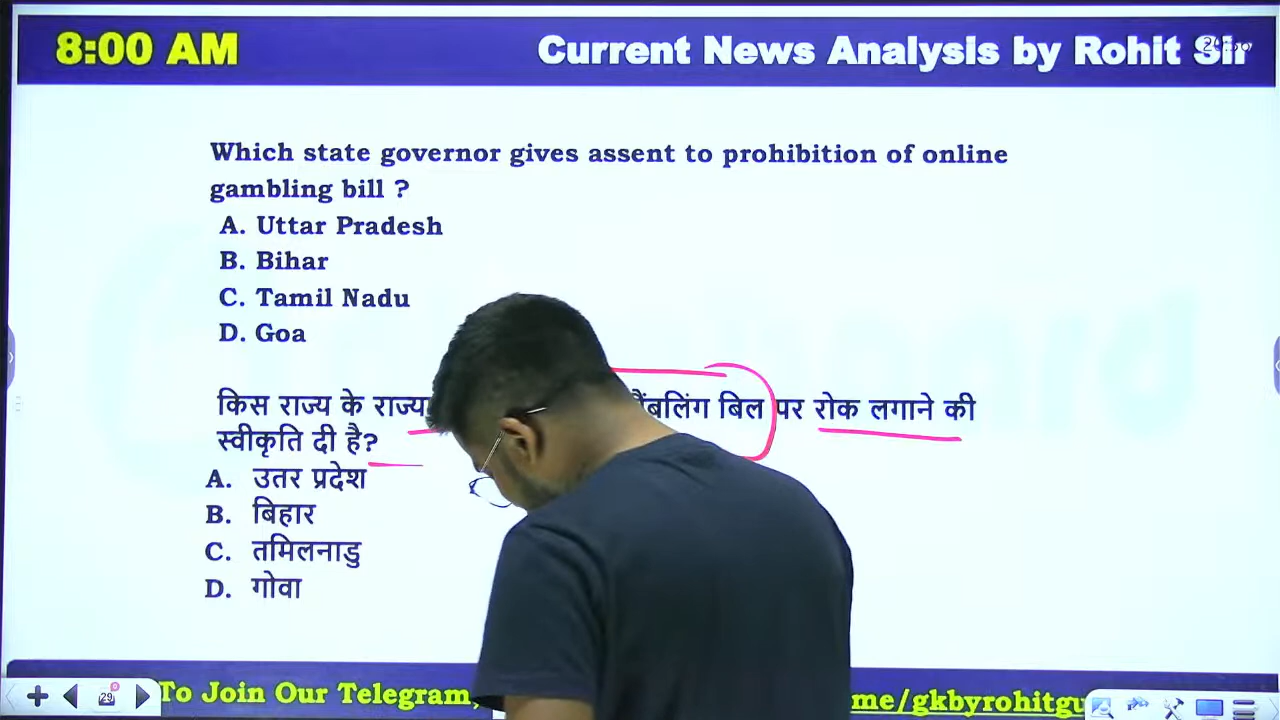 8:00 AM
Current News Analysis by Rohit Sir
Which state governor gives assent to prohibition of online
gambling bill ?
A. Uttar Pradesh
B. Bihar
C. Tamil Nadu
D. Goa
किस राज्य के बिल पर रोक लगाने की
स्वीकृति दी है?
A. उतर प्रदेश
B. बिहार
C. तमिलनाडु
D. गोवा
29
To Join Our Telegram,
me/gkbyrohitgu